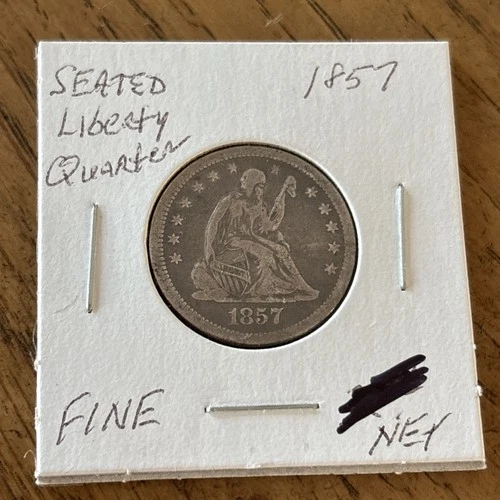 SEATED
Liberty
Quarter
1857
1857
FINE
NET